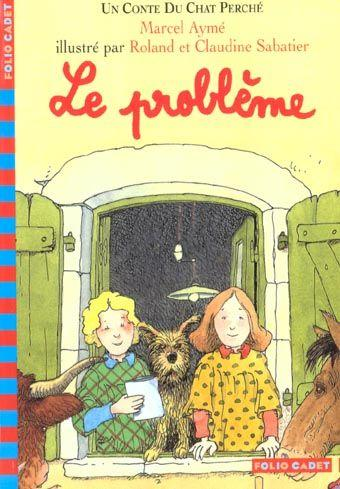 UN CONTE DU CHAT PERCHÉ
Marcel Aymé
illustré par Roland et Claudine Sabatier
Le problème
FOLIO CADET
FOLIO CADET